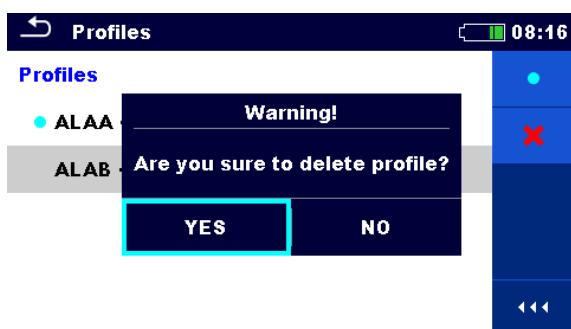 Profiles
08:16
Profiles
ALAA -
ALAB -
Warning!
Are you sure to delete profile?
YES
NO